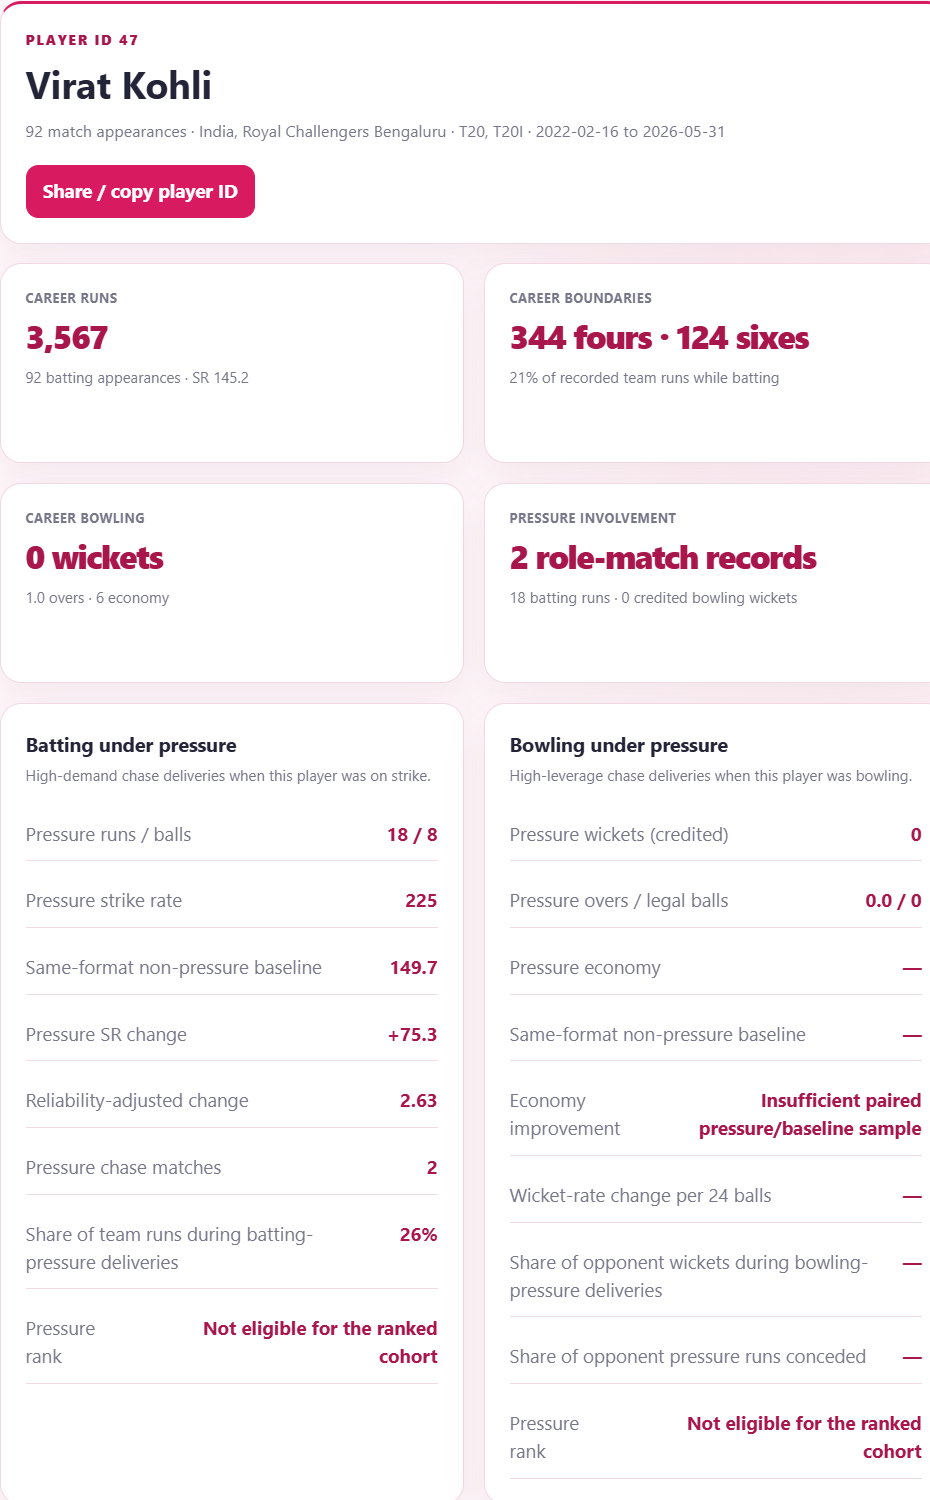 PLAYER ID 47
Virat Kohli
92 match appearances · India, Royal Challengers Bengaluru · T20, T20I · 2022-02-16 to 2026-05-31
Share / copy player ID
CAREER RUNS
3,567
92 batting appearances · SR 145.2
CAREER BOUNDARIES
344 fours · 124 sixes
21% of recorded team runs while batting
CAREER BOWLING
0 wickets
1.0 overs · 6 economy
PRESSURE INVOLVEMENT
2 role-match records
18 batting runs · 0 credited bowling wickets
Batting under pressure
High-demand chase deliveries when this player was on strike.
Pressure runs / balls 18 / 8
Pressure strike rate 225
Same-format non-pressure baseline 149.7
Pressure SR change +75.3
Reliability-adjusted change 2.63
Pressure chase matches 2
Share of team runs during batting- 26%
pressure deliveries
Pressure Not eligible for the ranked
rank cohort
Bowling under pressure
High-leverage chase deliveries when this player was bowling.
Pressure wickets (credited) 0
Pressure overs / legal balls 0.0 / 0
Pressure economy —
Same-format non-pressure baseline —
Economy Insufficient paired
improvement pressure/baseline sample
Wicket-rate change per 24 balls —
Share of opponent wickets during bowling- —
pressure deliveries
Share of opponent pressure runs conceded —
Pressure Not eligible for the ranked
rank cohort